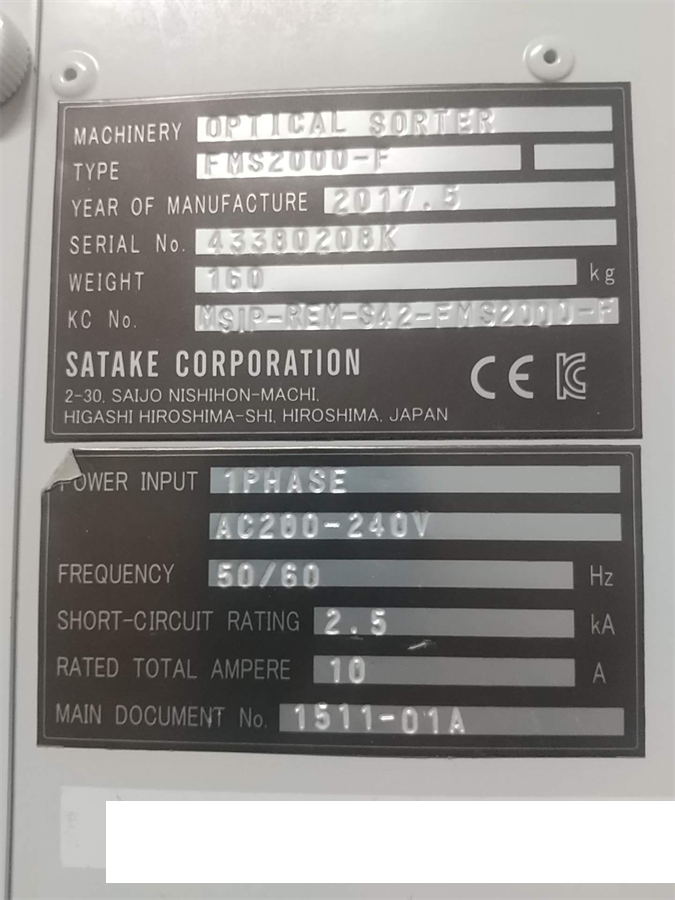 MACHINERY OPTICAL SORTER
TYPE FMS2000-F
YEAR OF MANUFACTURE 2017.5
SERIAL No. 43380208K
WEIGHT 160 kg
KC No. MSIP-REM-S42-FMS2000-F
SATAKE CORPORATION
2-30, SAIJO NISHIHON-MACHI,
HIGASHI HIROSHIMA-SHI, HIROSHIMA, JAPAN
CE KC
POWER INPUT 1PHASE
AC200-240V
FREQUENCY 50/60 Hz
SHORT-CIRCUIT RATING 2.5 kA
RATED TOTAL AMPERE 10 A
MAIN DOCUMENT No. 1511-01A